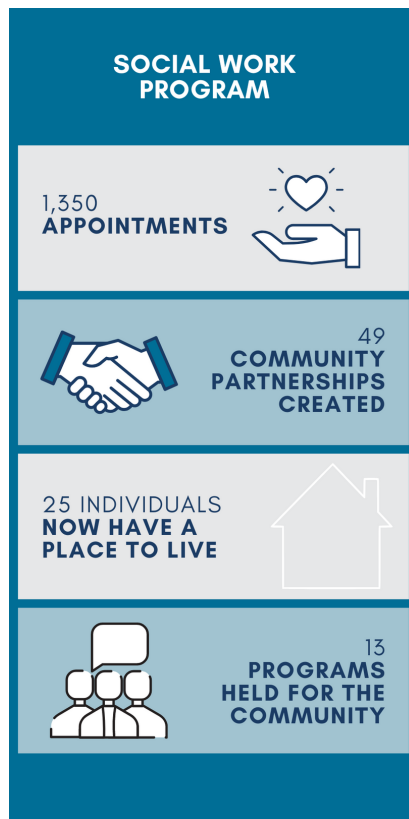 SOCIAL WORK
PROGRAM
1,350
APPOINTMENTS
49
COMMUNITY
PARTNERSHIPS
CREATED
25 INDIVIDUALS
NOW HAVE A
PLACE TO LIVE
13
PROGRAMS
HELD FOR THE
COMMUNITY